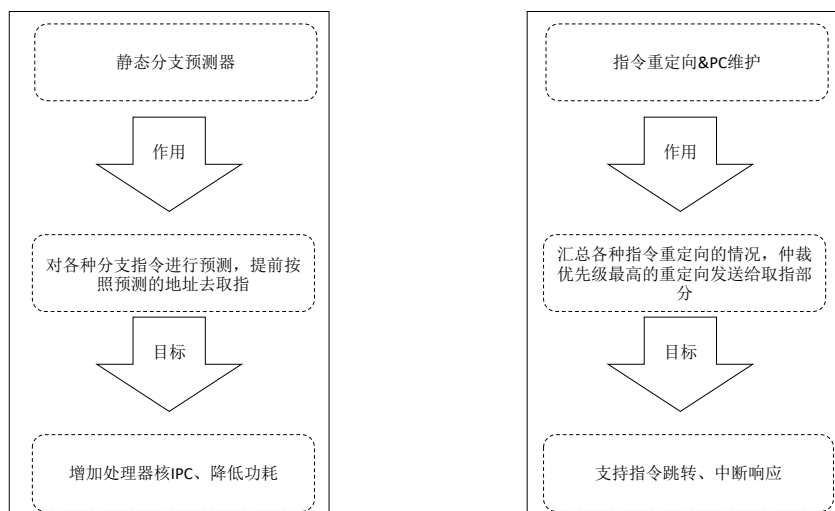 静态分支预测器
作用
对各种分支指令进行预测，提前按
照预测的地址去取指
目标
增加处理器核IPC、降低功耗
指令重定向&PC维护
作用
汇总各种指令重定向的情况，仲裁
优先级最高的重定向发送给取指部
分
目标
支持指令跳转、中断响应